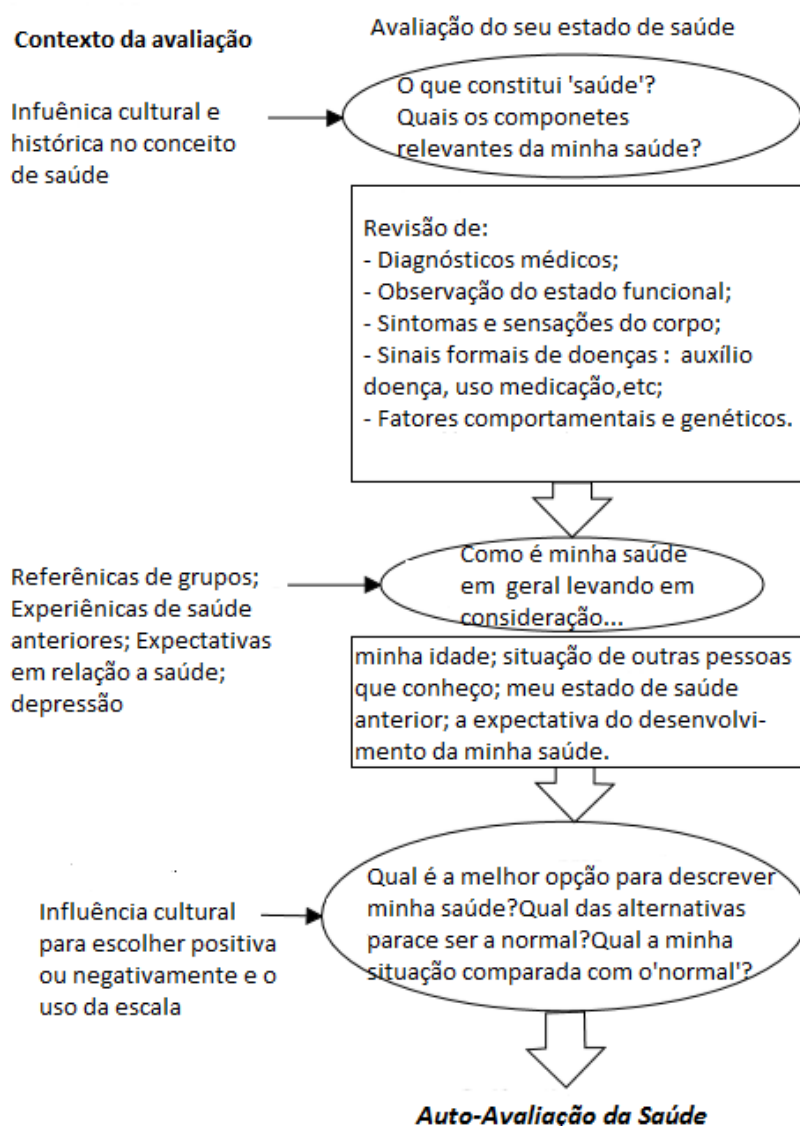 Contexto da avaliação
Avaliação do seu estado de saúde
Infuênica cultural e
histórica no conceito
de saúde
O que constitui 'saúde'?
Quais os componetes
relevantes da minha saúde?
Revisão de:
- Diagnósticos médicos;
- Observação do estado funcional;
- Sintomas e sensações do corpo;
- Sinais formais de doenças : auxílio
doença, uso medicação,etc;
- Fatores comportamentais e genéticos.
Referênicas de grupos;
Experiênicas de saúde
anteriores; Expectativas
em relação a saúde;
depressão
Como é minha saúde
em geral levando em
consideração...
minha idade; situação de outras pessoas
que conheço; meu estado de saúde
anterior; a expectativa do desenvolvi-
mento da minha saúde.
Influência cultural
para escolher positiva
ou negativamente e o
uso da escala
Qual é a melhor opção para descrever
minha saúde?Qual das alternativas
parace ser a normal?Qual a minha
situação comparada com o'normal'?
Auto-Avaliação da Saúde